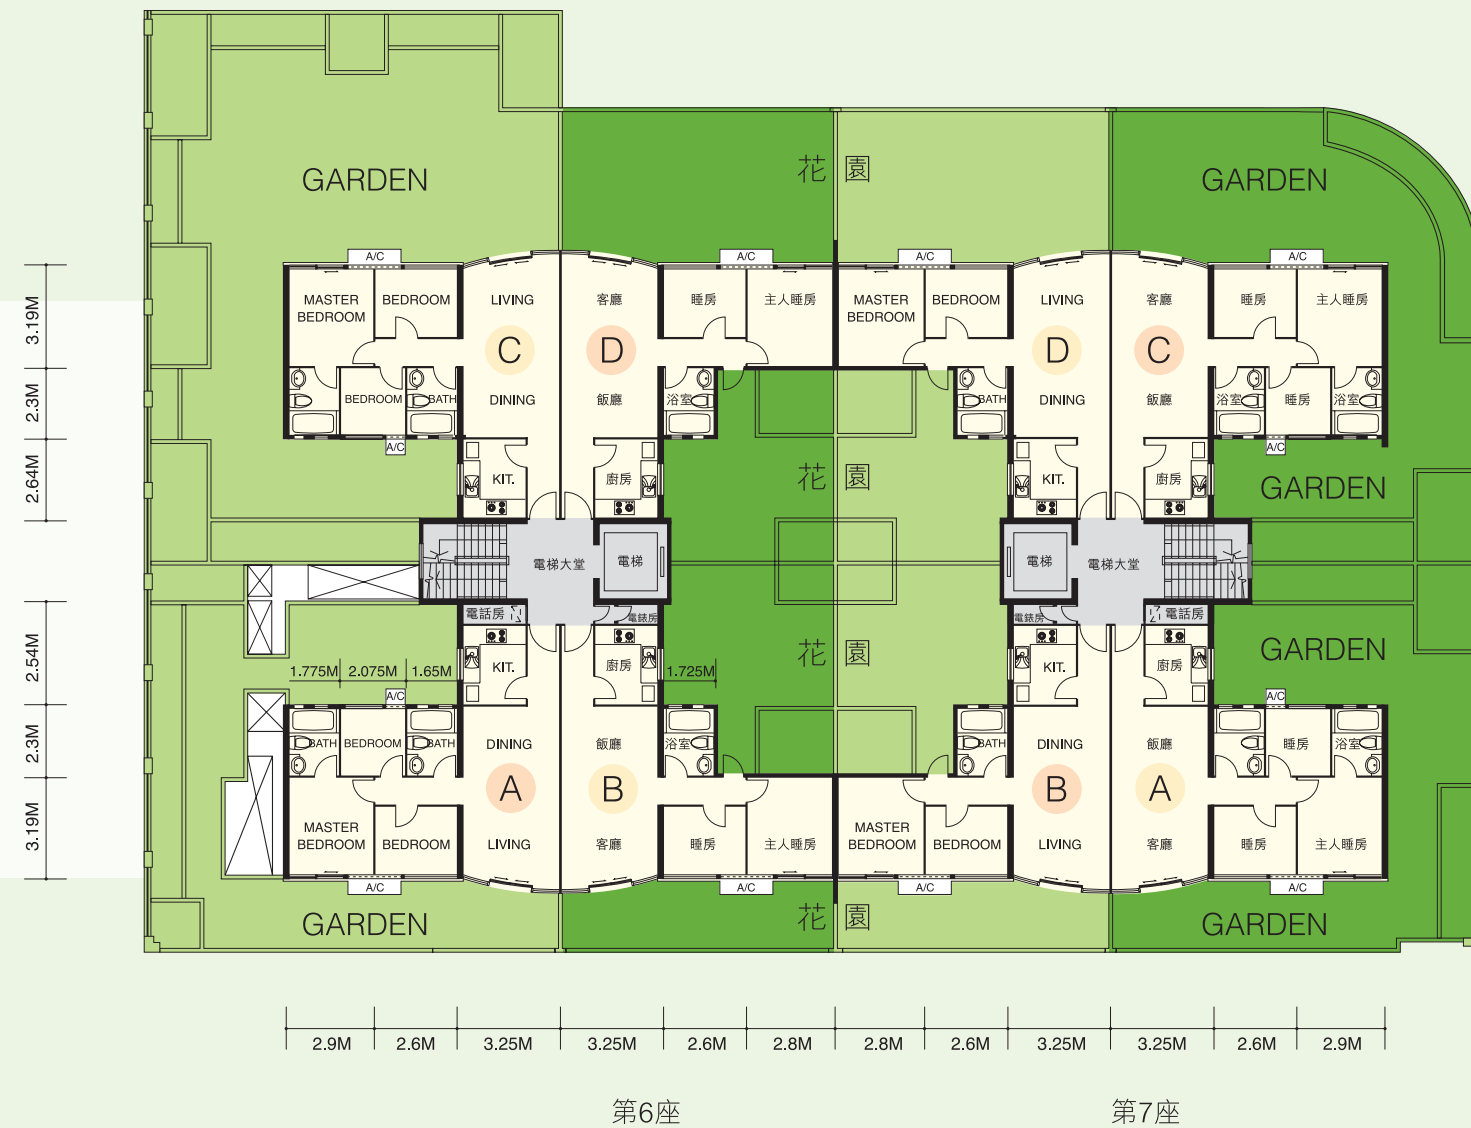 GARDEN
花 園
GARDEN
A/C
A/C
A/C
A/C
MASTER
BEDROOM
BEDROOM
LIVING
客廳
睡房
主人睡房
MASTER
BEDROOM
BEDROOM
LIVING
客廳
睡房
主人睡房
3.19M
C
D
D
C
BEDROOM
BATH
DINING
飯廳
浴室
BATH
DINING
飯廳
浴室
睡房
浴室
2.3M
A/C
A/C
KIT.
廚房
花 園
KIT.
廚房
GARDEN
2.64M
電梯大堂
電梯
電梯
電梯大堂
電話房
電錶房
電錶房
電話房
KIT.
廚房
花 園
KIT.
廚房
GARDEN
2.54M
1.775M
2.075M
1.65M
1.725M
A/C
A/C
BATH
BEDROOM
BATH
DINING
飯廳
浴室
BATH
DINING
飯廳
睡房
浴室
2.3M
A
B
B
A
MASTER
BEDROOM
BEDROOM
LIVING
客廳
睡房
主人睡房
MASTER
BEDROOM
BEDROOM
LIVING
客廳
睡房
主人睡房
3.19M
A/C
A/C
A/C
A/C
GARDEN
花 園
GARDEN
2.9M
2.6M
3.25M
3.25M
2.6M
2.8M
2.8M
2.6M
3.25M
3.25M
2.6M
2.9M
第6座
第7座